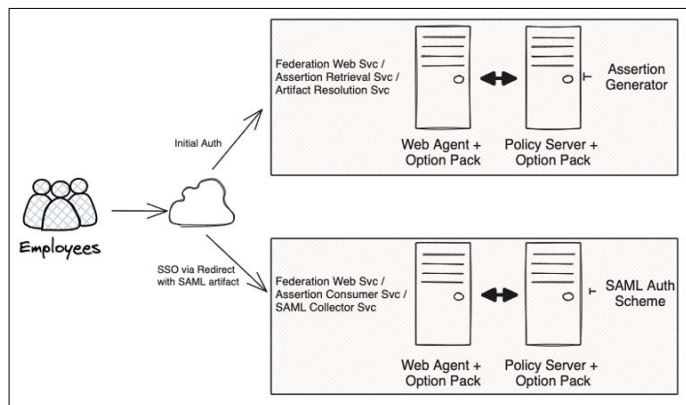 Federation Web Svc /
Assertion Retrieval Svc /
Artifact Resolution Svc
Assertion
Generator
Initial Auth
Web Agent +
Option Pack
Policy Server +
Option Pack
Employees
SSO via Redirect
with SAML artifact
Federation Web Svc /
Assertion Consumer Svc /
SAML Collector Svc
SAML Auth
Scheme
Web Agent +
Option Pack
Policy Server +
Option Pack